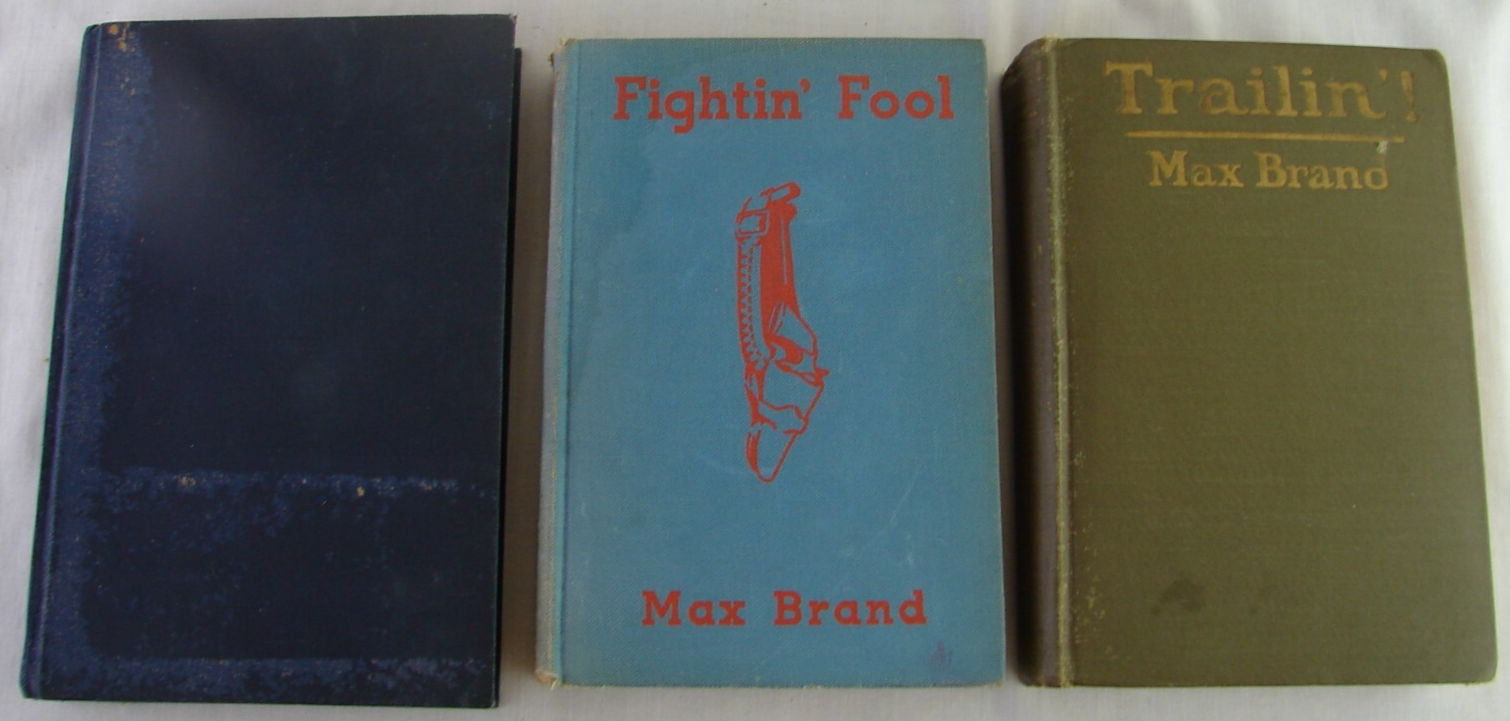 Fightin' Fool
Max Brand
Trailin'!
Max Brand